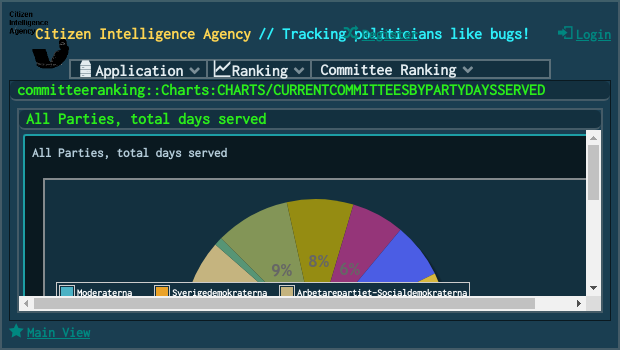 Citizen
Intelligence
Agency
Citizen Intelligence Agency // Tracking politicians like bugs!
Register
Login
Application
Ranking
Committee Ranking
committeeranking::Charts:CHARTS/CURRENTCOMMITTEESBYPARTYDAYSSERVED
All Parties, total days served
All Parties, total days served
9% 8% 6%
Moderaterna Sverigedemokraterna Arbetarepartiet-Socialdemokraterna
Main View